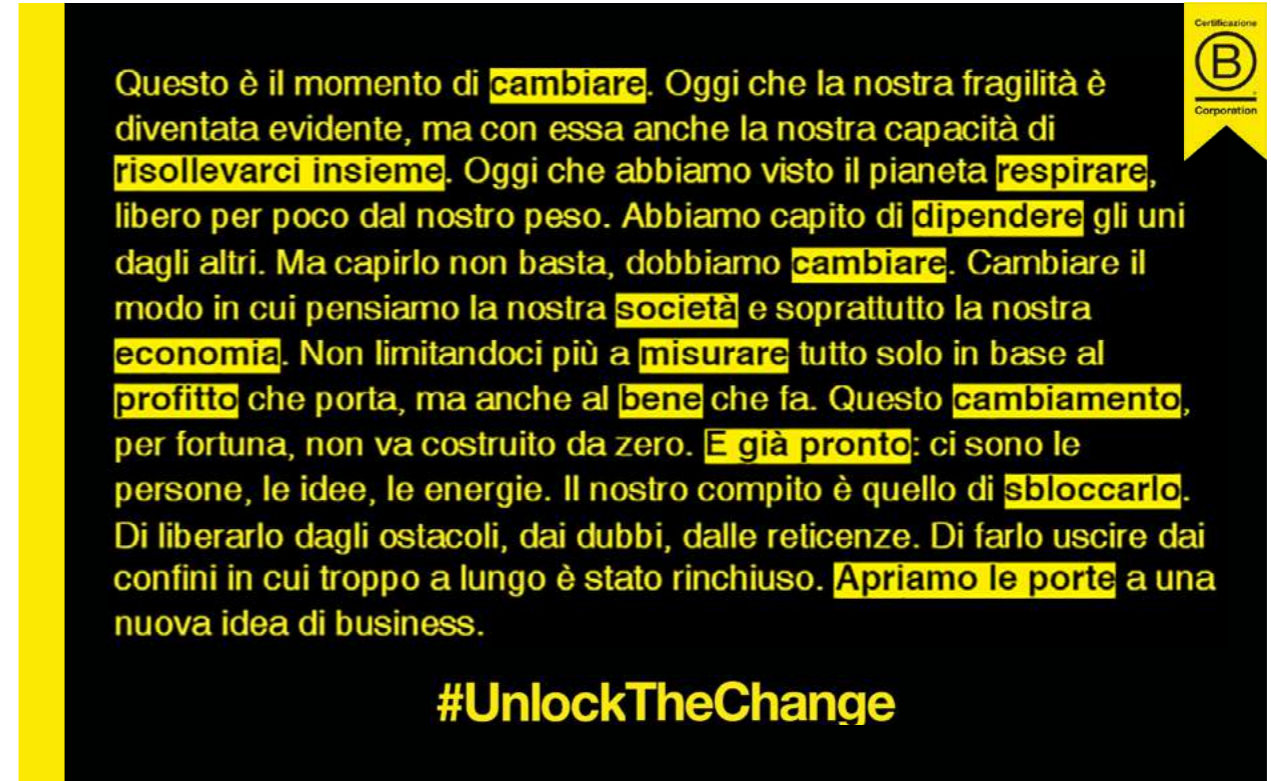 Certificazione
B
Corporation
Questo è il momento di cambiare. Oggi che la nostra fragilità è
diventata evidente, ma con essa anche la nostra capacità di
risollevarci insieme. Oggi che abbiamo visto il pianeta respirare,
libero per poco dal nostro peso. Abbiamo capito di dipendere gli uni
dagli altri. Ma capirlo non basta, dobbiamo cambiare. Cambiare il
modo in cui pensiamo la nostra società e soprattutto la nostra
economia. Non limitandoci più a misurare tutto solo in base al
profitto che porta, ma anche al bene che fa. Questo cambiamento,
per fortuna, non va costruito da zero. E già pronto: ci sono le
persone, le idee, le energie. Il nostro compito è quello di sbloccarlo.
Di liberarlo dagli ostacoli, dai dubbi, dalle reticenze. Di farlo uscire dai
confini in cui troppo a lungo è stato rinchiuso. Apriamo le porte a una
nuova idea di business.
#UnlockTheChange